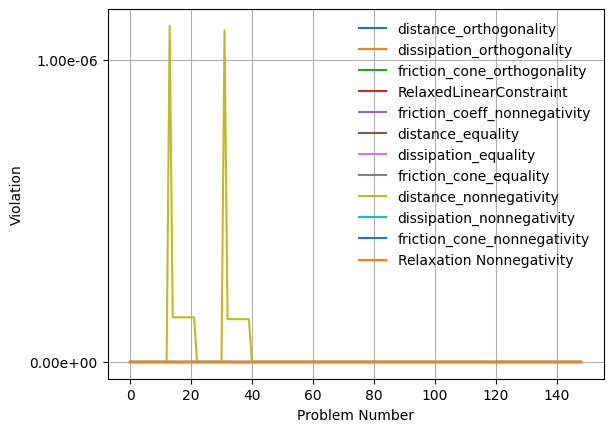 1.00e-06
0.00e+00
Violation
0 20 40 60 80 100 120 140
Problem Number
distance_orthogonality
dissipation_orthogonality
friction_cone_orthogonality
RelaxedLinearConstraint
friction_coeff_nonnegativity
distance_equality
dissipation_equality
friction_cone_equality
distance_nonnegativity
dissipation_nonnegativity
friction_cone_nonnegativity
Relaxation Nonnegativity